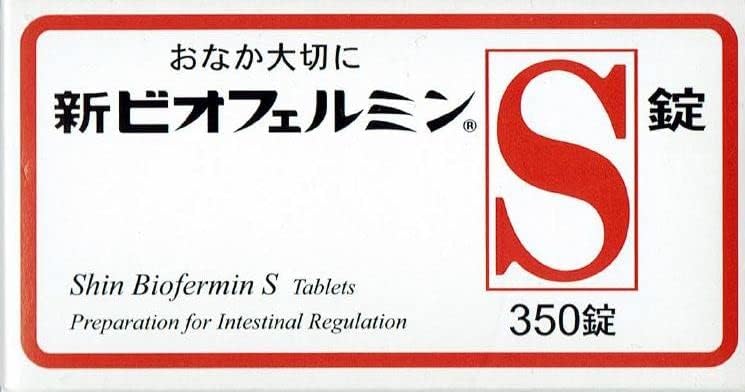 おなか大切に
新ビオフェルミン® S 錠
Shin Biofermin S Tablets
Preparation for Intestinal Regulation
350錠